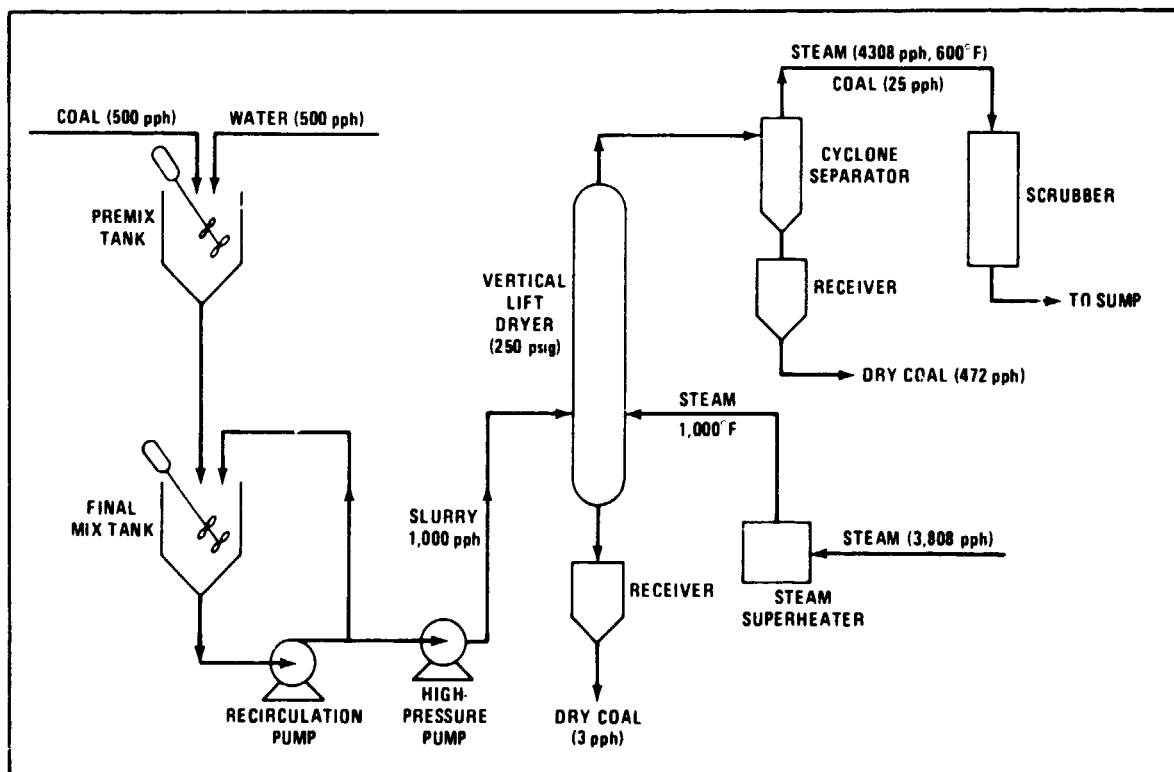 STEAM (4308 pph, 600°F)
COAL (25 pph)
COAL (500 pph)
WATER (500 pph)
CYCLONE
SEPARATOR
SCRUBBER
PREMIX
TANK
VERTICAL
LIFT
DRYER
(250 psig)
RECEIVER
TO SUMP
DRY COAL (472 pph)
STEAM
1,000°F
FINAL
MIX TANK
SLURRY
1,000 pph
STEAM (3,808 pph)
RECEIVER
STEAM
SUPERHEATER
RECIRCULATION
PUMP
HIGH-
PRESSURE
PUMP
DRY COAL
(3 pph)